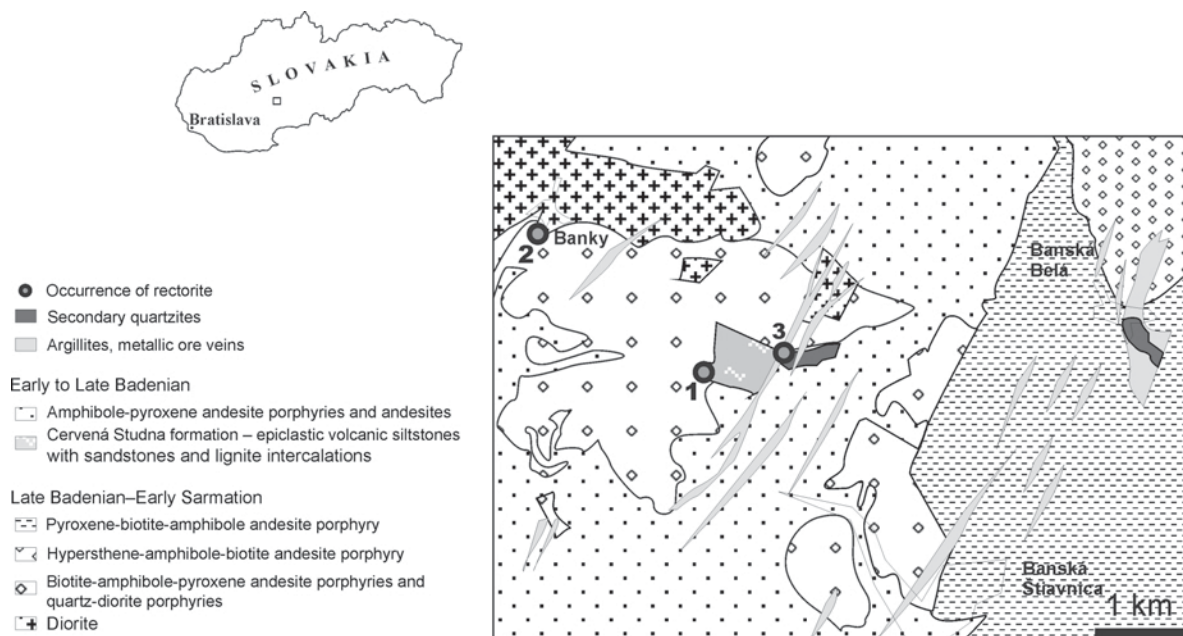 SLOVAKIA
Bratislava
Occurrence of rectorite
Secondary quartzites
Argillites, metallic ore veins
Early to Late Badenian
Amphibole-pyroxene andesite porphyries and andesites
Červená Studna formation – epiclastic volcanic siltstones
with sandstones and lignite intercalations
Late Badenian–Early Sarmation
Pyroxene-biotite-amphibole andesite porphyry
Hypersthene-amphibole-biotite andesite porphyry
Biotite-amphibole-pyroxene andesite porphyries and
quartz-diorite porphyries
Diorite
2
Banky
Banská
Belá
3
1
Banská
Štiavnica
1 km